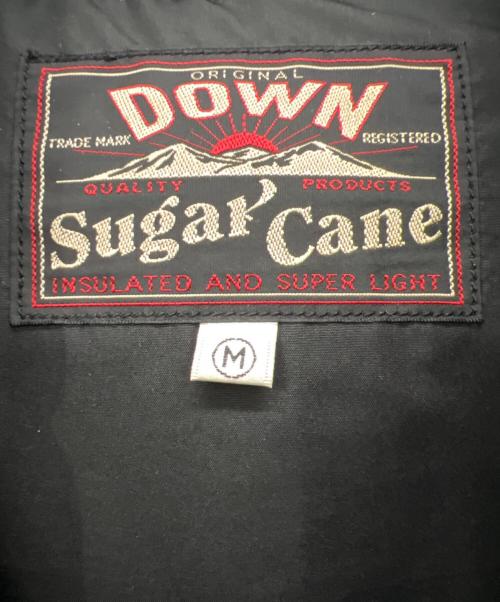 ORIGINAL
DOWN
TRADE MARK REGISTERED
QUALITY PRODUCTS
Sugar Cane
INSULATED AND SUPER LIGHT
M